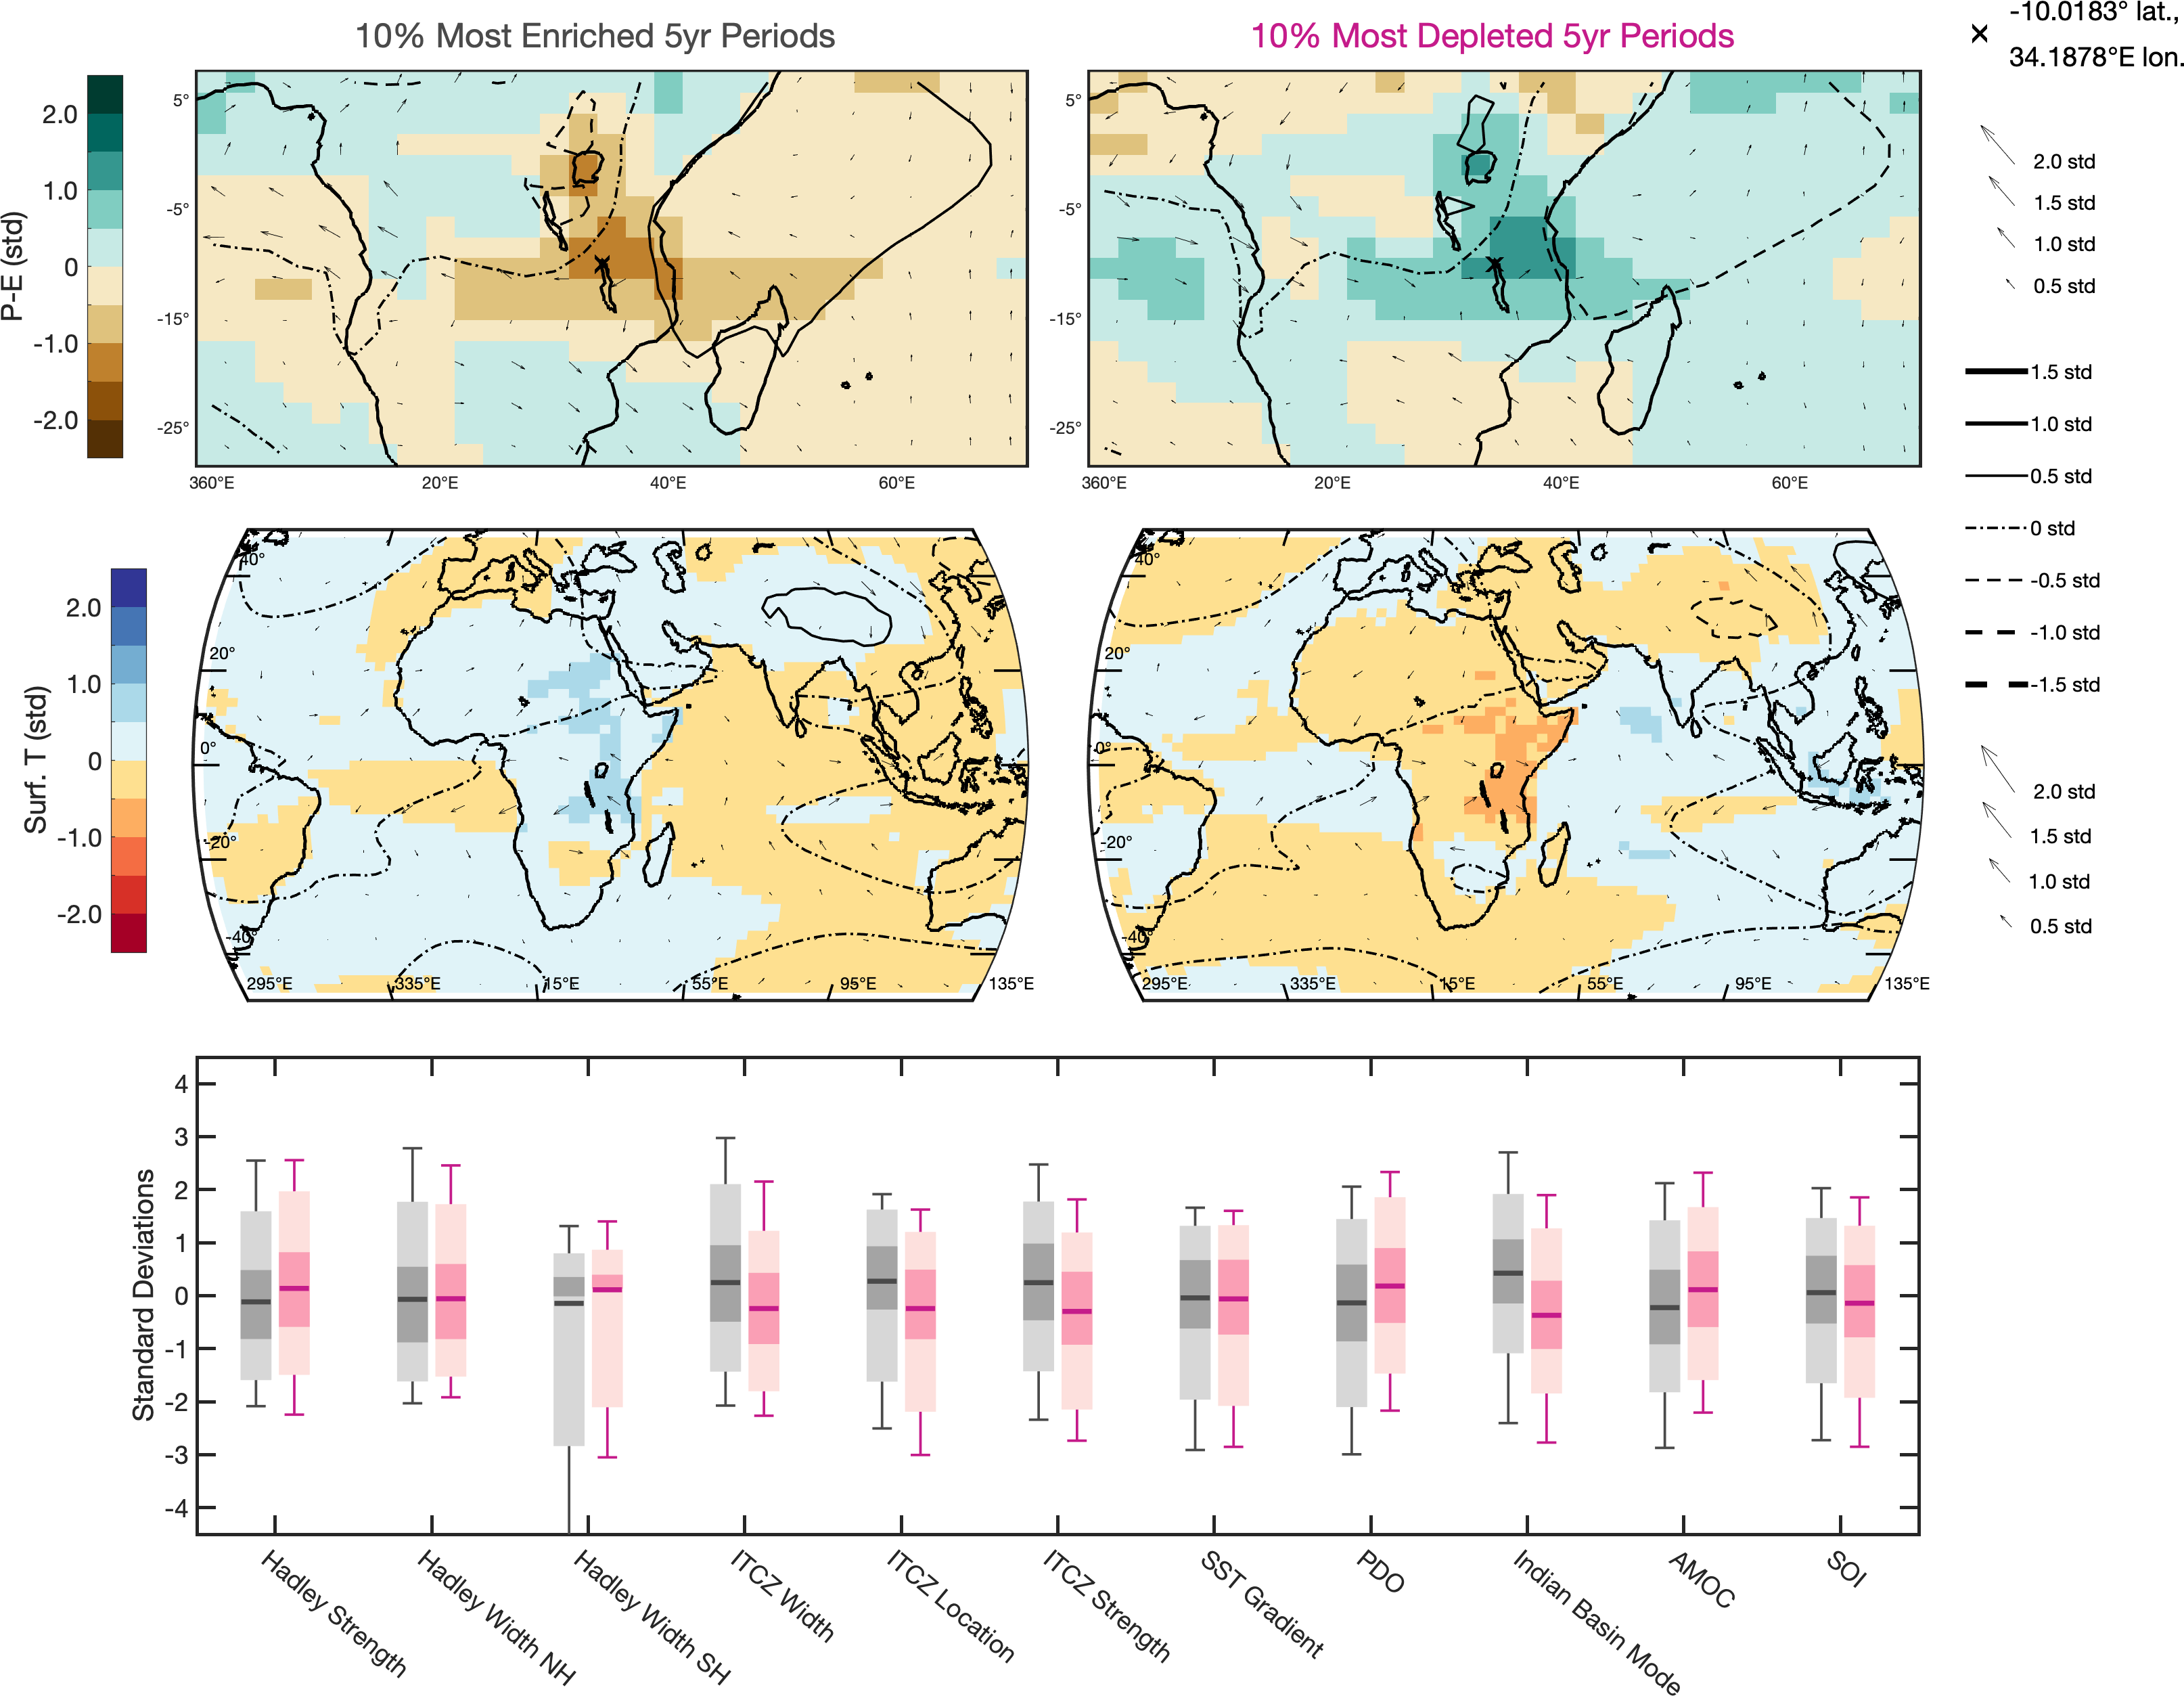 10% Most Enriched 5yr Periods
10% Most Depleted 5yr Periods
-10.0183° lat.,
34.1878°E lon.
P-E (std)
2.0
1.0
0
-1.0
-2.0
5°
-5°
-15°
-25°
360°E
20°E
40°E
60°E
5°
-5°
-15°
-25°
360°E
20°E
40°E
60°E
2.0 std
1.5 std
1.0 std
0.5 std
1.5 std
1.0 std
0.5 std
0 std
-0.5 std
-1.0 std
-1.5 std
Surf. T (std)
2.0
1.0
0
-1.0
-2.0
40°
20°
0°
-20°
-40°
295°E
335°E
15°E
55°E
95°E
135°E
40°
20°
0°
-20°
-40°
295°E
335°E
15°E
55°E
95°E
135°E
2.0 std
1.5 std
1.0 std
0.5 std
Standard Deviations
4
3
2
1
0
-1
-2
-3
-4
Hadley Strength
Hadley Width NH
Hadley Width SH
ITCZ Width
ITCZ Location
ITCZ Strength
SST Gradient
PDO
Indian Basin Mode
AMOC
SOI